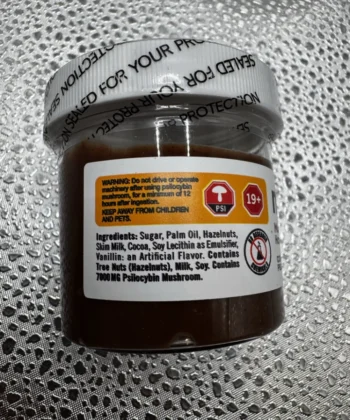 SEALED FOR YOUR PROTECTION
WARNING: Do not drive or operate
machinery after using psilocybin
mushroom, for a minimum of 12
hours after ingestion.
KEEP AWAY FROM CHILDREN
AND PETS.
PSI
19+
Ingredients: Sugar, Palm Oil, Hazelnuts,
Skim Milk, Cocoa, Soy Lecithin as Emulsifier,
Vanillin: an Artificial Flavor. Contains
Tree Nuts (Hazelnuts), Milk, Soy. Contains
7000MG Psilocybin Mushroom.